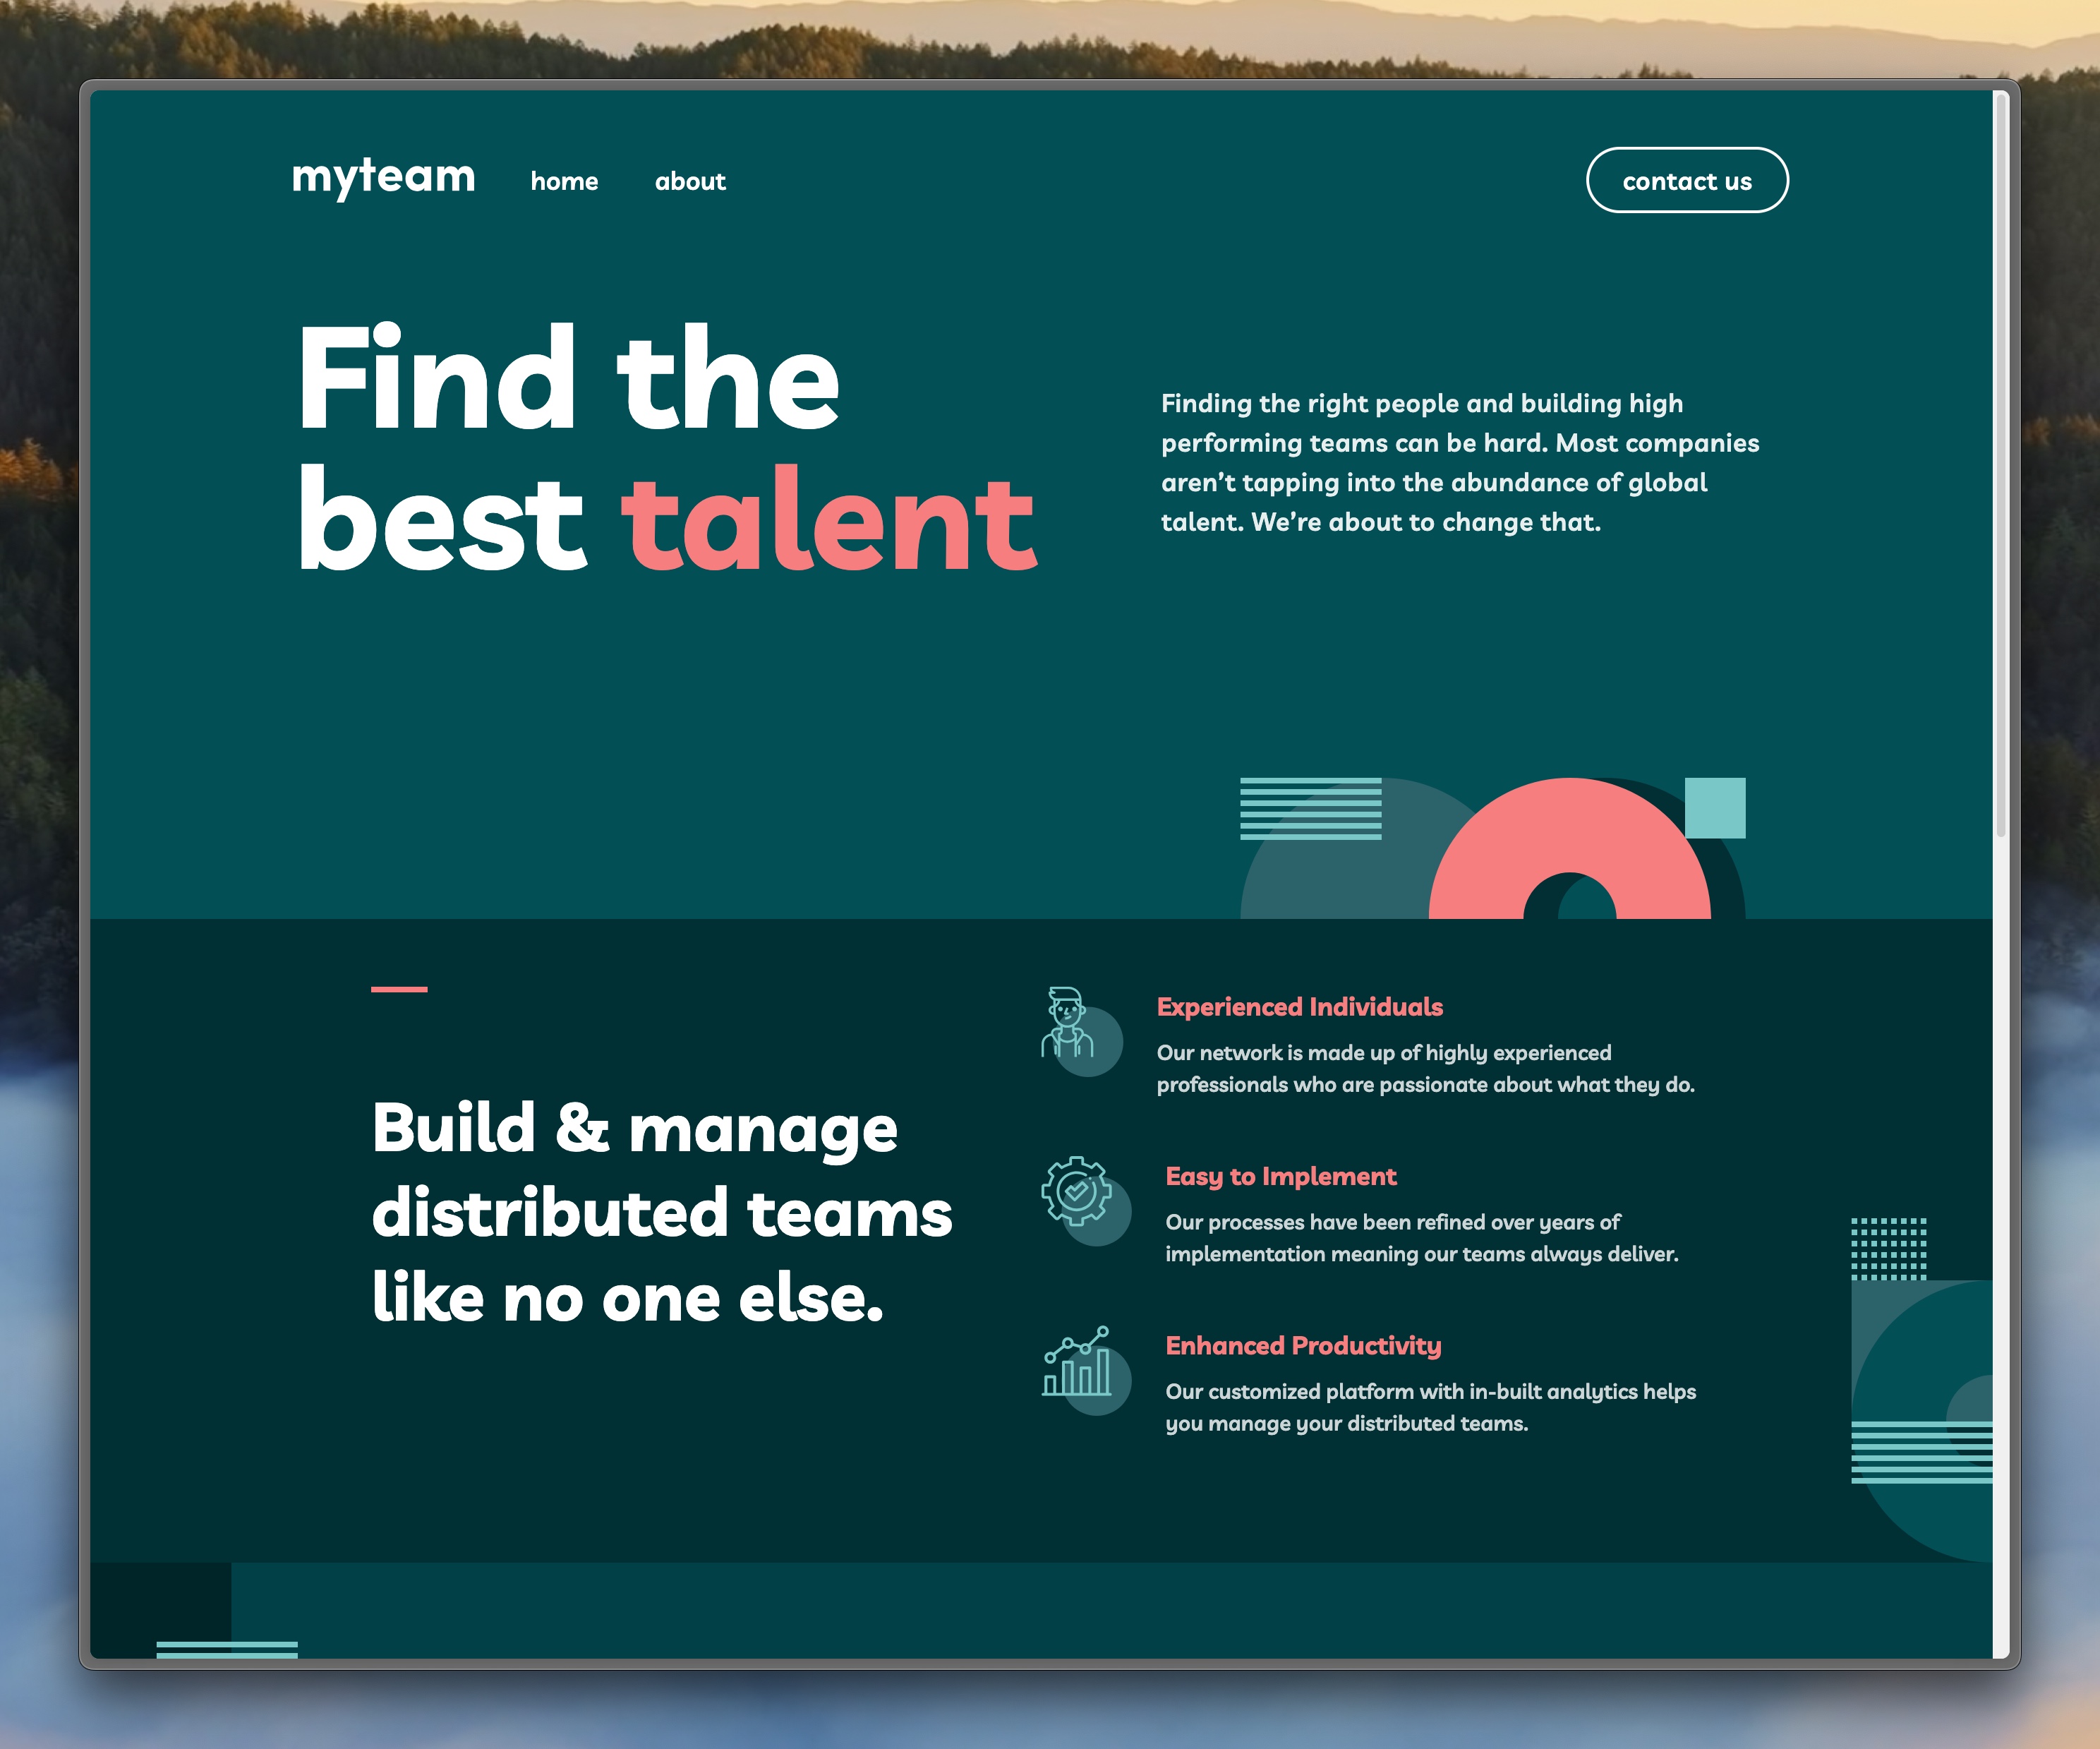 myteam
home
about
contact us
Find the
best talent
Finding the right people and building high
performing teams can be hard. Most companies
aren’t tapping into the abundance of global
talent. We’re about to change that.
Build & manage
distributed teams
like no one else.
Experienced Individuals
Our network is made up of highly experienced
professionals who are passionate about what they do.
Easy to Implement
Our processes have been refined over years of
implementation meaning our teams always deliver.
Enhanced Productivity
Our customized platform with in-built analytics helps
you manage your distributed teams.